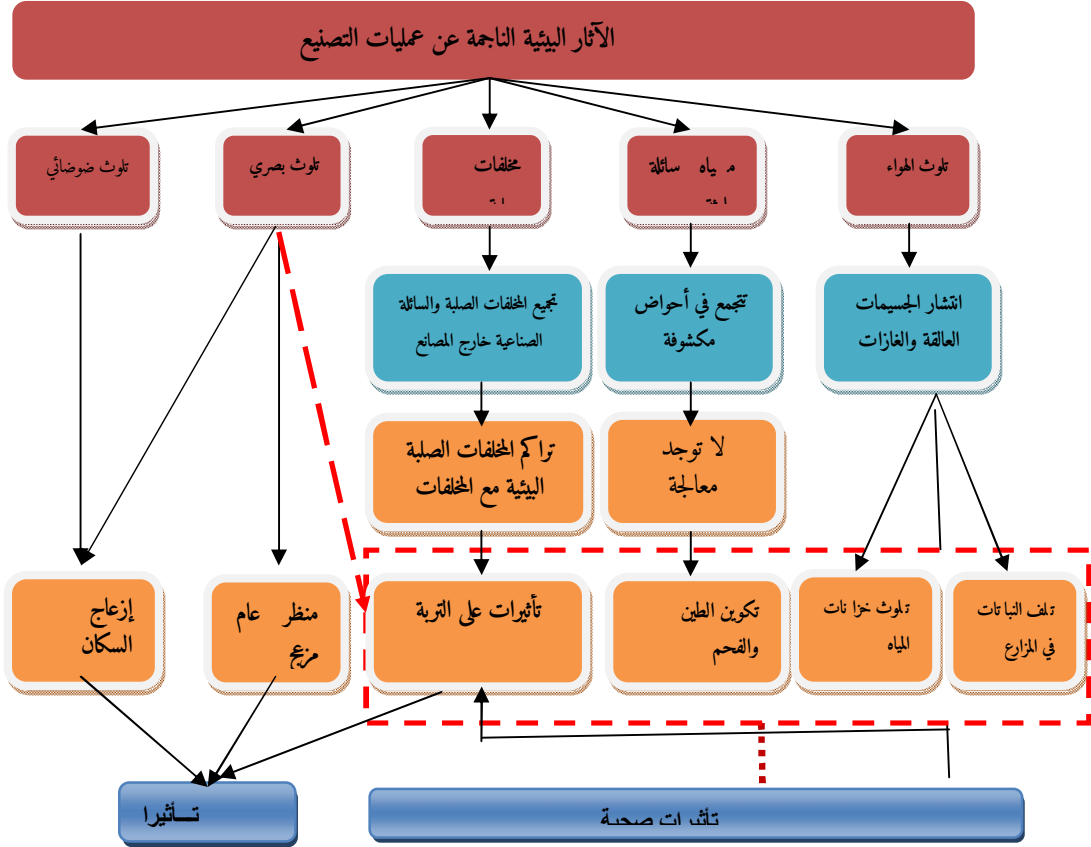 الآثار البيئية الناجمة عن عمليات التصنيع
تلوث الهواء
مياه سائلة
مخلفات
تلوث بصري
تلوث ضوضائي
انتشار الجسيمات
العالقة والغازات
تتجمع في أحواض
مكشوفة
تجميع المخلفات الصلبة والسائلة
الصناعية خارج المصانع
لا توجد
معالجة
تراكم المخلفات الصلبة
البيئية مع المخلفات
تلف النباتات
في المزارع
تلوث خزانات
المياه
تكوين الطين
والفحم
تأثيرات على التربة
منظر عام
مزعج
إزعاج
السكان
تأثيرات صحية
تـــأثيرا